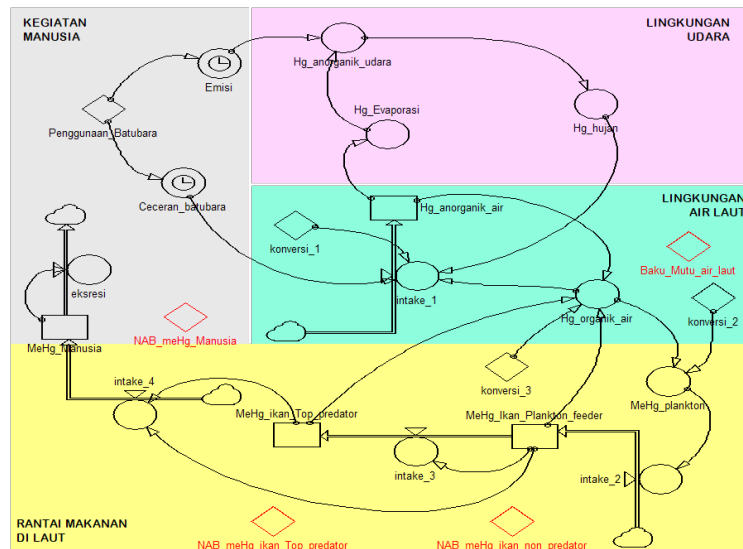 KEGIATAN
MANUSIA
LINGKUNGAN
UDARA
Hg_anorganik_udara
Emisi
Hg_Evaporasi
Penggunaan_Batubara
Hg_hujan
Ceceran_batubara
Hg_anorganik_air
LINGKUNGAN
AIR LAUT
konversi_1
Baku_Mutu_air_laut
eksresi
intake_1
Hg_organik_air
konversi_2
MeHg_Manusia
NAB_meHg_Manusia
konversi_3
intake_4
MeHg_ikan_Top_predator
MeHg_Ikan_Plankton_feeder
MeHg_plankton
intake_3
intake_2
RANTAI MAKANAN
DI LAUT
NAB_meHg_ikan_Top_predator
NAB_meHg_ikan_non_predator